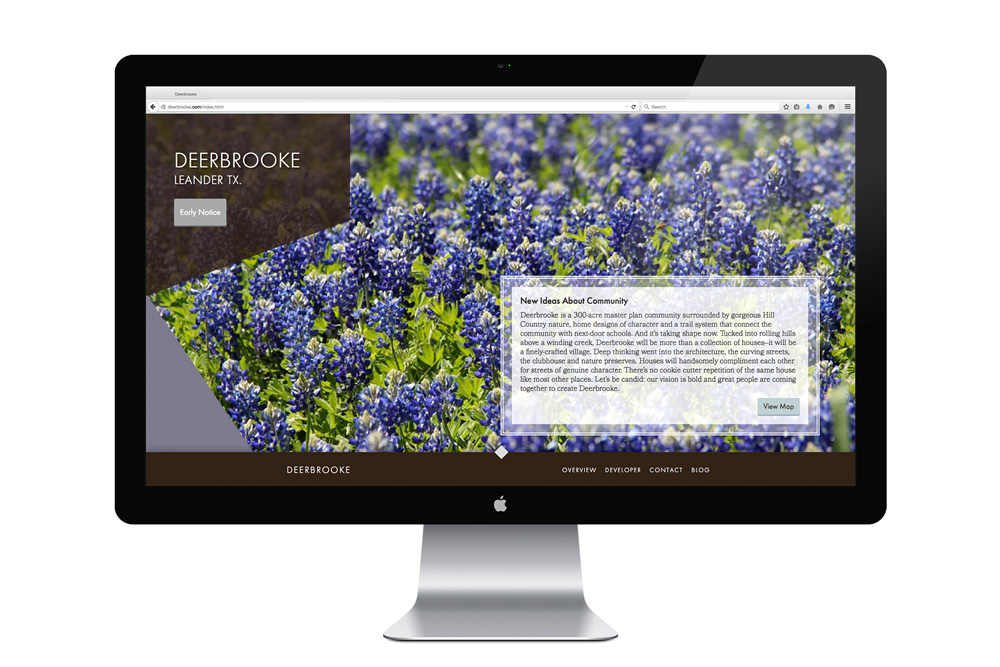 Deerbrooke
deerbrooke.com/index.html
Search
DEERBROOKE
LEANDER TX.
Early Notice
New Ideas About Community
Deerbrooke is a 300-acre master plan community surrounded by gorgeous Hill
Country nature, home designs of character and a trail system that connect the
community with next-door schools. And it's taking shape now. Tucked into rolling hills
above a winding creek, Deerbrooke will be more than a collection of houses–it will be
a finely-crafted village. Deep thinking went into the architecture, the curving streets,
the clubhouse and nature preserves. Houses will handsomely compliment each other
for streets of genuine character. There's no cookie cutter repetition of the same house
like most other places. Let's be candid: our vision is bold and great people are coming
together to create Deerbrooke.
View Map
DEERBROOKE
OVERVIEW DEVELOPER CONTACT BLOG